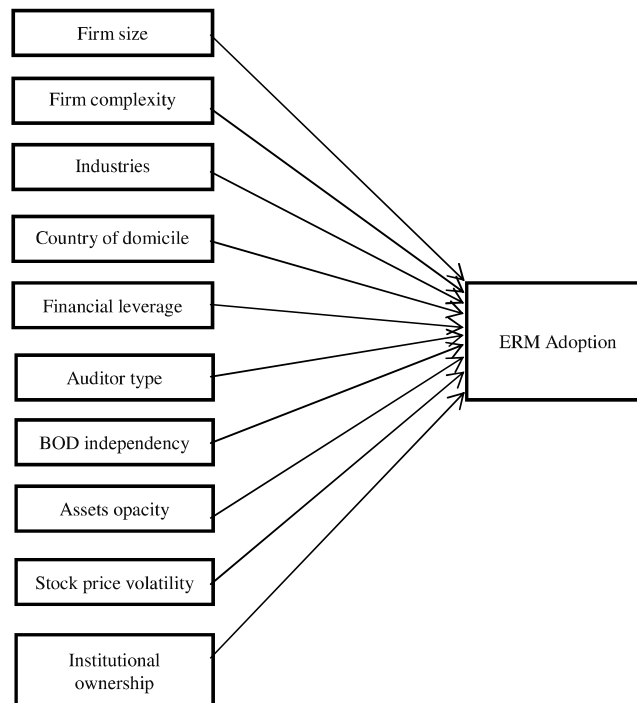 Firm size
Firm complexity
Industries
Country of domicile
Financial leverage
ERM Adoption
Auditor type
BOD independency
Assets opacity
Stock price volatility
Institutional
ownership